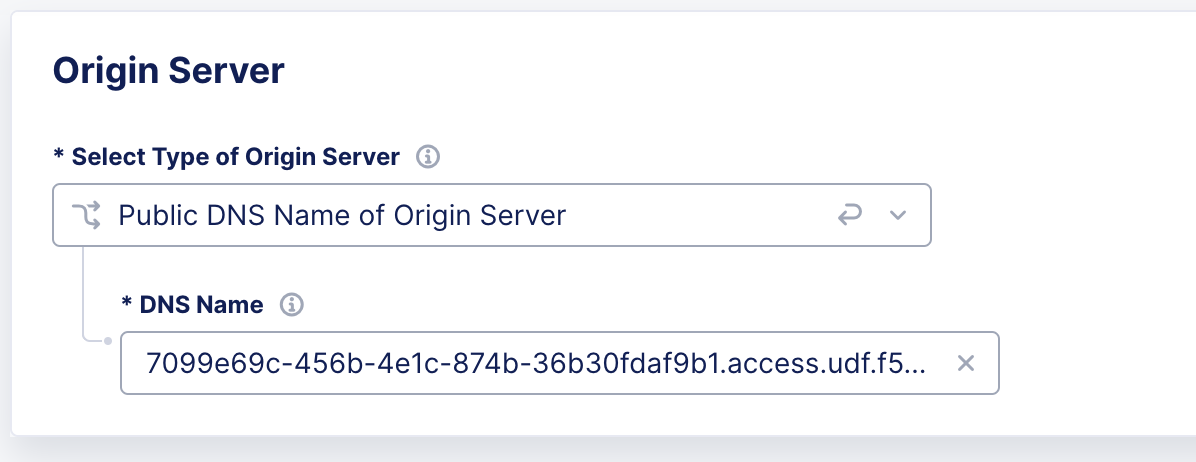 Origin Server
* Select Type of Origin Server
Public DNS Name of Origin Server
* DNS Name
7099e69c-456b-4e1c-874b-36b30fdaf9b1.access.udf.f5...